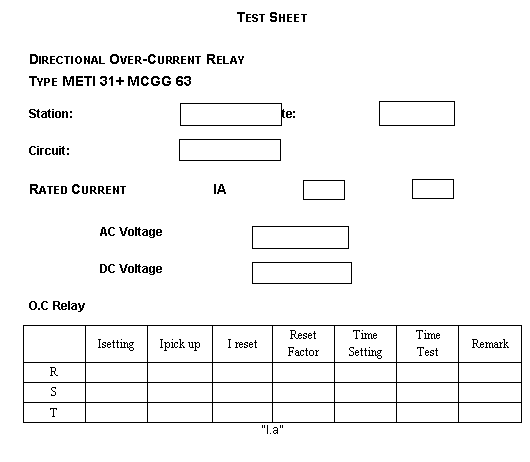 TEST SHEET
DIRECTIONAL OVER-CURRENT RELAY
TYPE METI 31+ MCGG 63
Station: te:
Circuit:
RATED CURRENT IA
AC Voltage
DC Voltage
O.C Relay
Isetting Ipick up I reset Reset Factor Time Setting Time Test Remark
R
S
T
"I.a"